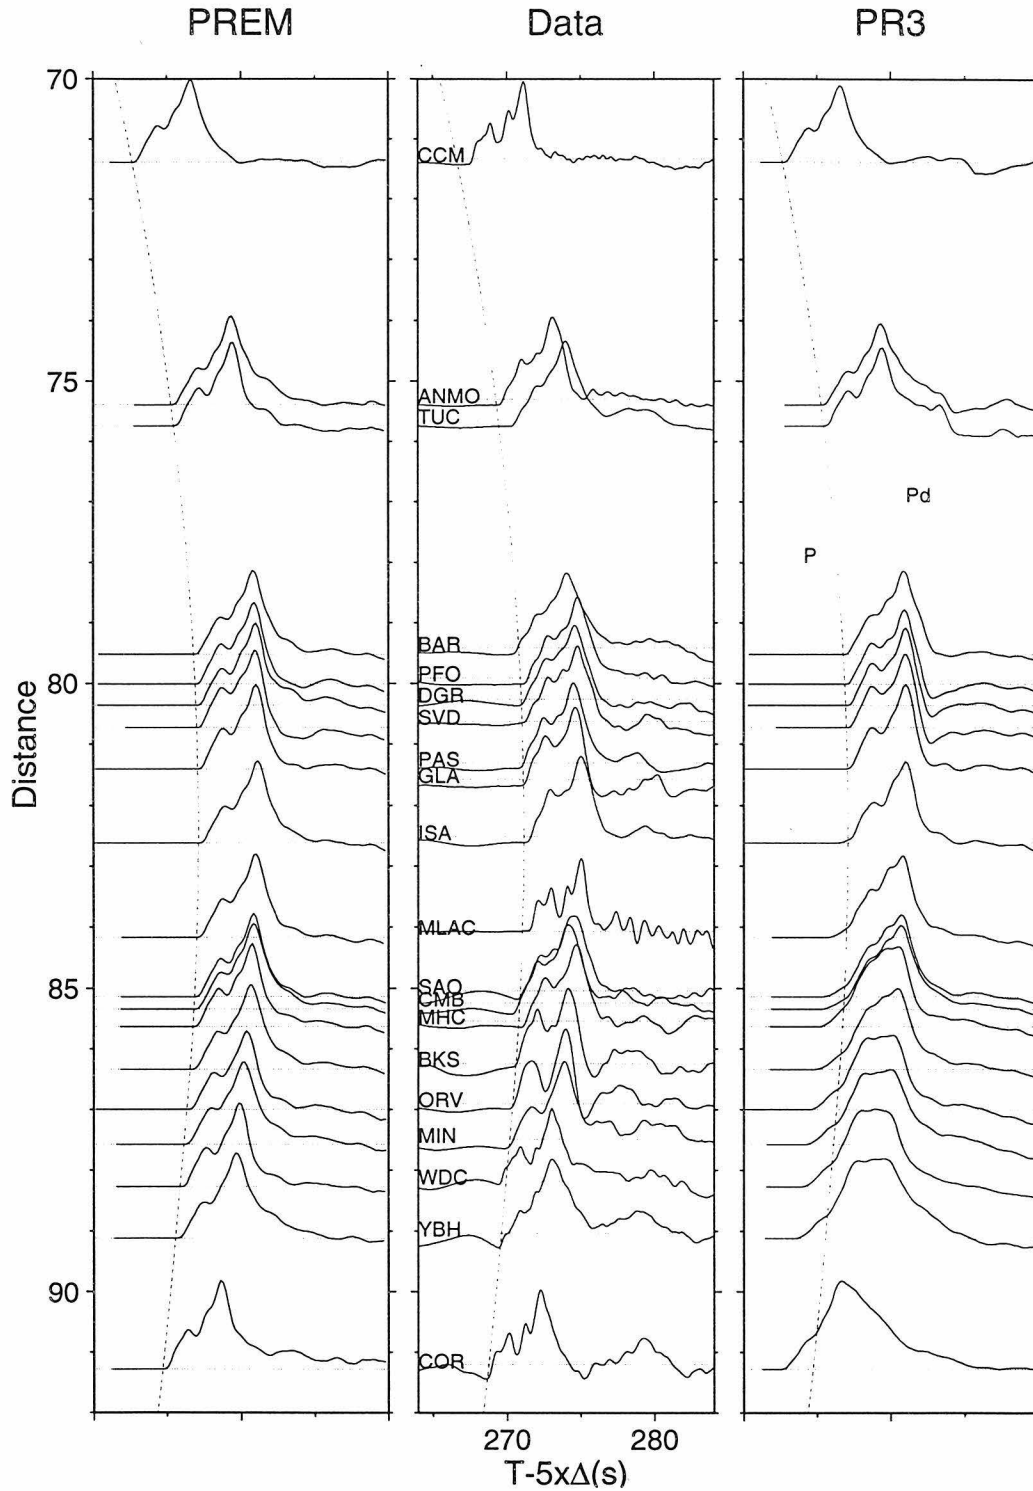 PREM
Data
PR3
70
75
80
85
90
Distance
CCM
ANMO
TUC
BAR
PFO
DGR
SVD
PAS
GLA
ISA
MLAC
SAO
CMB
MHC
BKS
ORV
MIN
WDC
YBH
COR
Pd
P
270 280
T-5xΔ(s)